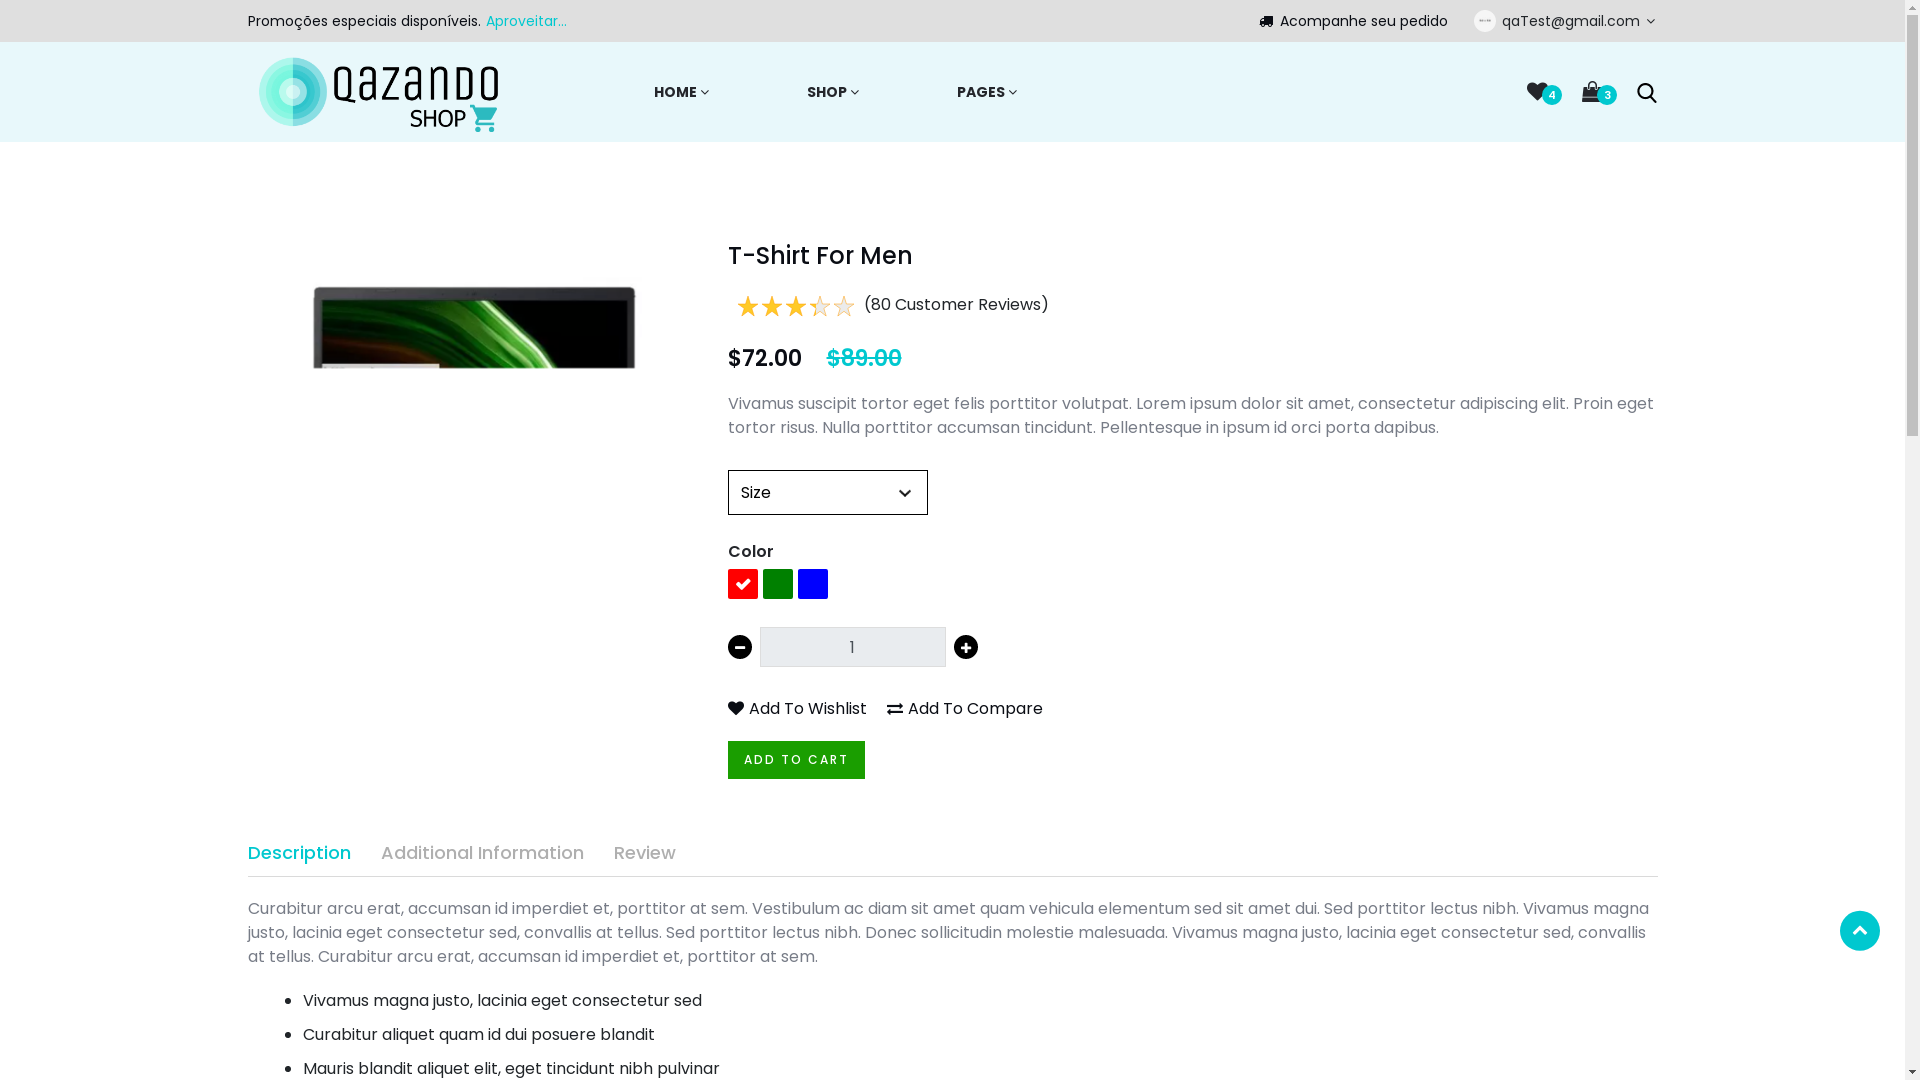 Promoções especiais disponíveis. Aproveitar...
Acompanhe seu pedido
qaTest@gmail.com
QAZANDO
SHOP
HOME
SHOP
PAGES
4
3
T-Shirt For Men
(80 Customer Reviews)
$72.00 $89.00
Vivamus suscipit tortor eget felis porttitor volutpat. Lorem ipsum dolor sit amet, consectetur adipiscing elit. Proin eget
tortor risus. Nulla porttitor accumsan tincidunt. Pellentesque in ipsum id orci porta dapibus.
Size
Color
1
Add To Wishlist
Add To Compare
ADD TO CART
Description
Additional Information
Review
Curabitur arcu erat, accumsan id imperdiet et, porttitor at sem. Vestibulum ac diam sit amet quam vehicula elementum sed sit amet dui. Sed porttitor lectus nibh. Vivamus magna
justo, lacinia eget consectetur sed, convallis at tellus. Sed porttitor lectus nibh. Donec sollicitudin molestie malesuada. Vivamus magna justo, lacinia eget consectetur sed, convallis
at tellus. Curabitur arcu erat, accumsan id imperdiet et, porttitor at sem.
Vivamus magna justo, lacinia eget consectetur sed
Curabitur aliquet quam id dui posuere blandit
Mauris blandit aliquet elit, eget tincidunt nibh pulvinar